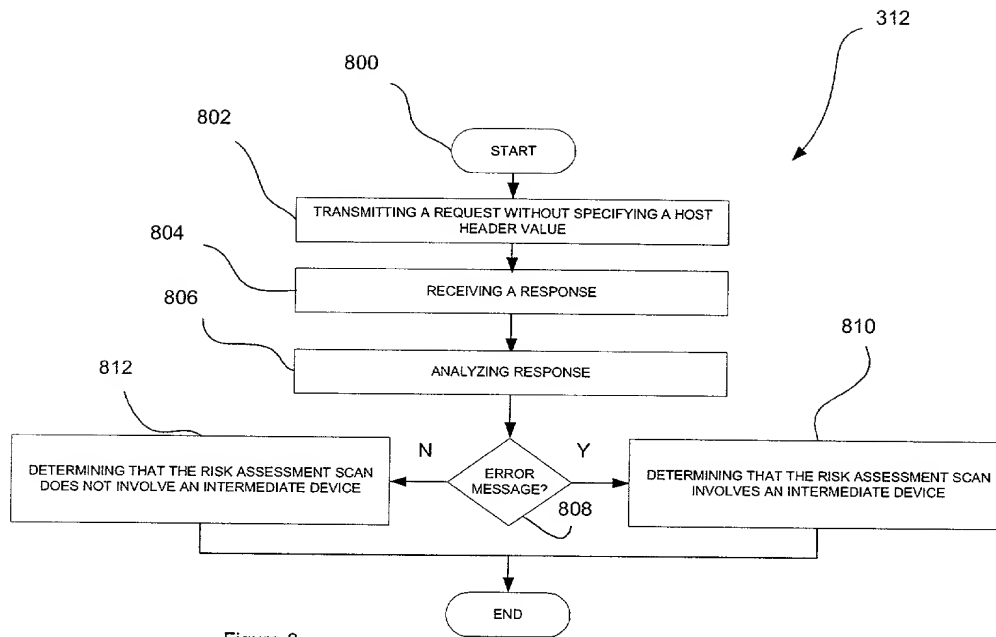 312
800
802
START
TRANSMITTING A REQUEST WITHOUT SPECIFYING A HOST
HEADER VALUE
804
RECEIVING A RESPONSE
806
810
ANALYZING RESPONSE
812
N
Y
DETERMINING THAT THE RISK ASSESSMENT SCAN
DOES NOT INVOLVE AN INTERMEDIATE DEVICE
ERROR
MESSAGE?
DETERMINING THAT THE RISK ASSESSMENT SCAN
INVOLVES AN INTERMEDIATE DEVICE
808
END